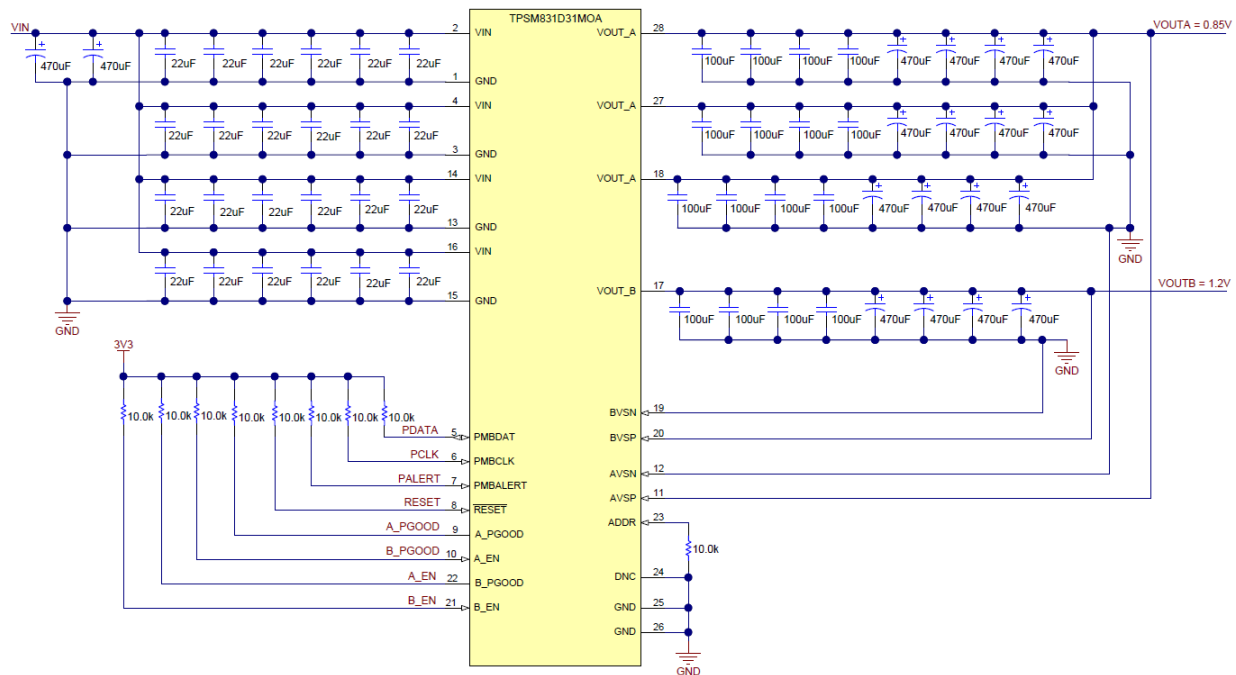 TPSM831D31MOA
VIN 2 VIN VOUT_A 28 VOUTA = 0.85V
470uF 470uF 22uF 22uF 22uF 22uF 22uF 22uF 100uF 100uF 100uF 100uF 470uF 470uF 470uF 470uF
1 GND
4 VIN VOUT_A 27
22uF 22uF 22uF 22uF 22uF 22uF 100uF 100uF 100uF 100uF 470uF 470uF 470uF 470uF
3 GND
14 VIN VOUT_A 18
22uF 22uF 22uF 22uF 22uF 22uF 100uF 100uF 100uF 100uF 470uF 470uF 470uF 470uF
13 GND
16 VIN
GND
22uF 22uF 22uF 22uF 22uF 22uF
VOUT_B 17 VOUTB = 1.2V
15 GND
100uF 100uF 100uF 100uF 470uF 470uF 470uF 470uF
GND
3V3
GND
10.0k 10.0k 10.0k 10.0k 10.0k 10.0k 10.0k 10.0k
BVSN 19
PDATA 5 PMBDAT BVSP 20
PCLK 6 PMBCLK AVSN 12
PALERT 7 PMBALERT AVSP 11
RESET 8 RESET ADDR 23
A_PGOOD 9 A_PGOOD
10.0k
B_PGOOD 10 A_EN
A_EN 22 B_PGOOD DNC 24
B_EN 21 B_EN GND 25
GND 26
GND